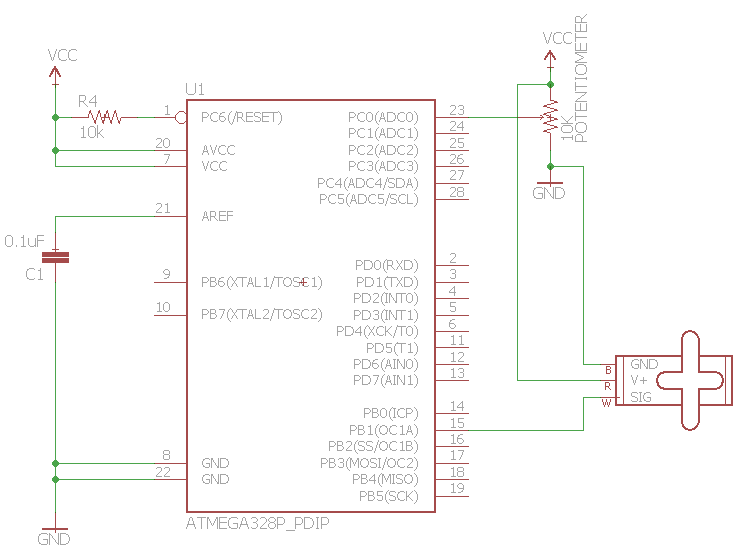 VCC
R4
10k
U1
1
20
7
21
9
10
8
22
PC6(/RESET)
AVCC
VCC
AREF
PB6(XTAL1/TOSC1)
PB7(XTAL2/TOSC2)
GND
GND
PC0(ADC0)
PC1(ADC1)
PC2(ADC2)
PC3(ADC3)
PC4(ADC4/SDA)
PC5(ADC5/SCL)
PD0(RXD)
PD1(TXD)
PD2(INT0)
PD3(INT1)
PD4(XCK/T0)
PD5(T1)
PD6(AIN0)
PD7(AIN1)
PB0(ICP)
PB1(OC1A)
PB2(SS/OC1B)
PB3(MOSI/OC2)
PB4(MISO)
PB5(SCK)
23
24
25
26
27
28
2
3
4
5
6
11
12
13
14
15
16
17
18
19
ATMEGA328P_PDIP
0.1uF
C1
GND
VCC
10K
POTENTIOMETER
GND
B
R
W
GND
V+
SIG